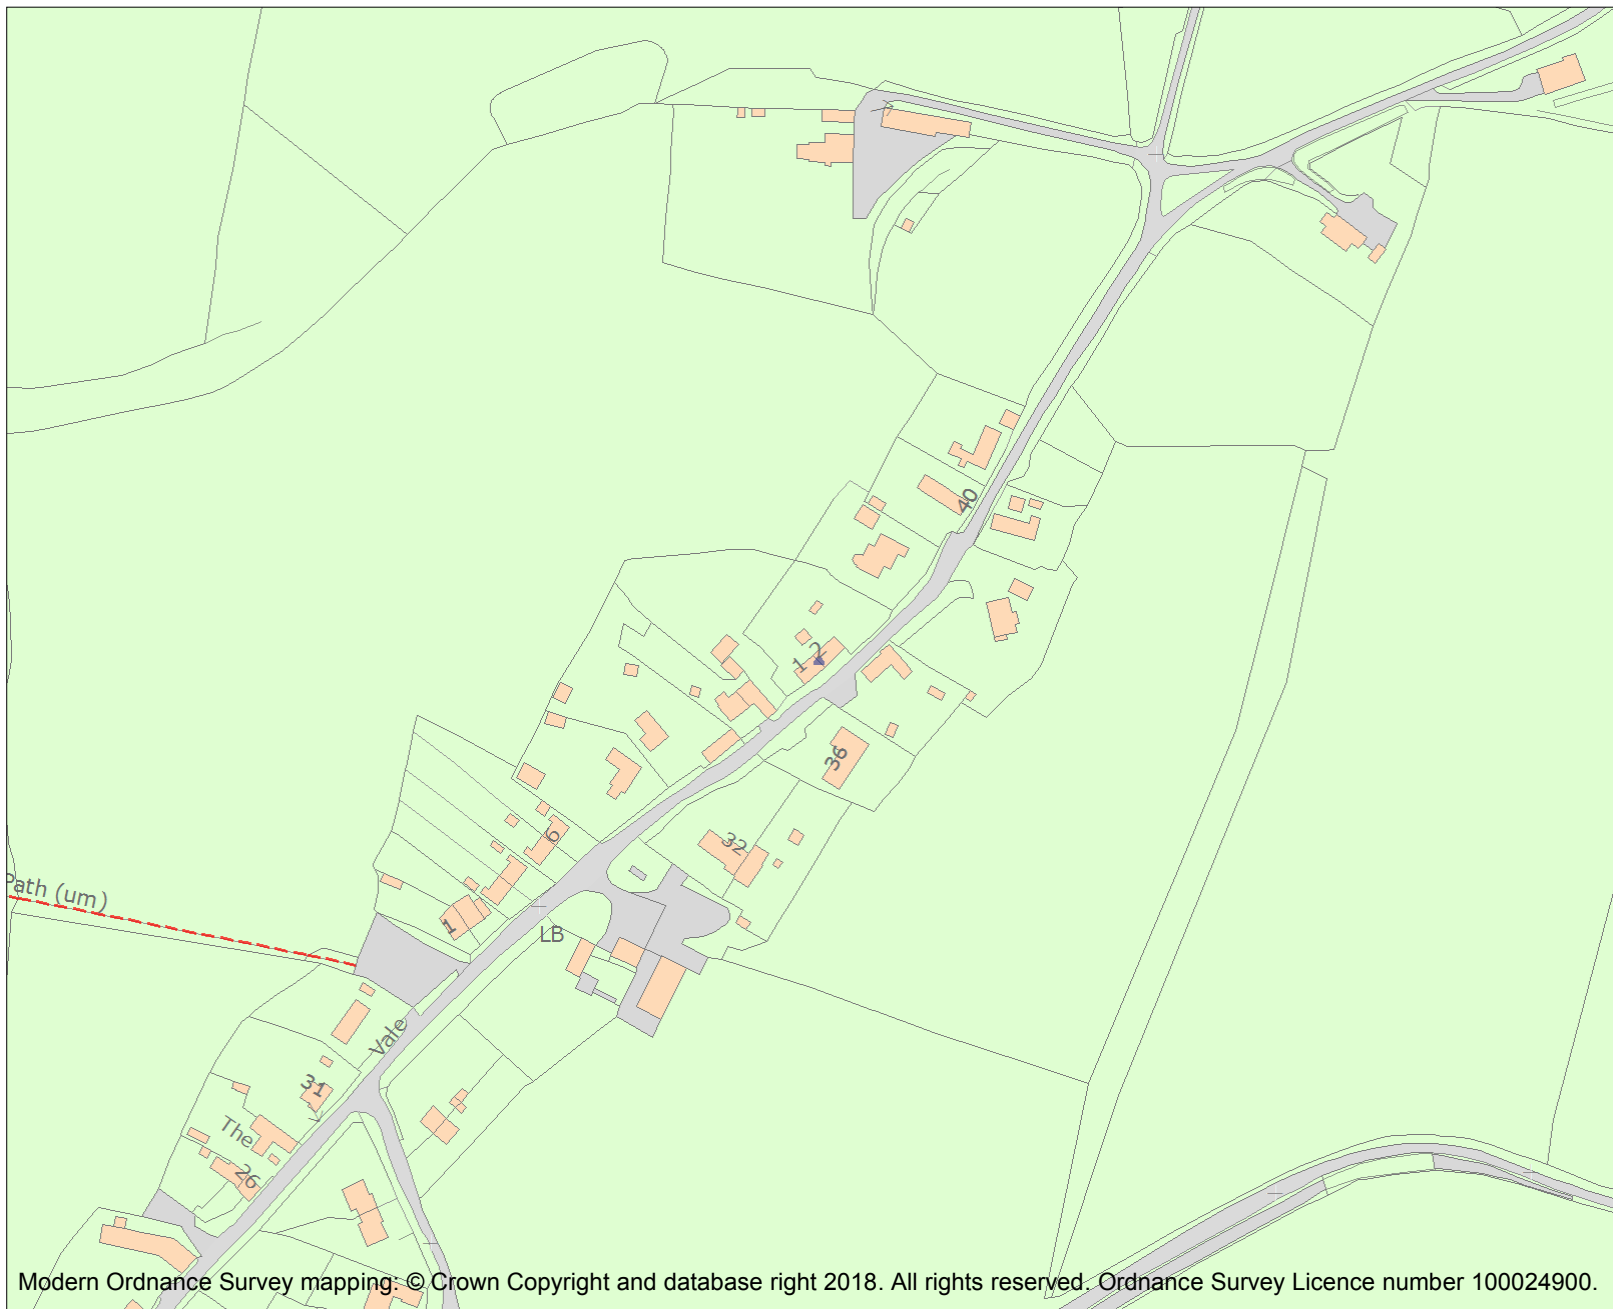 40
1 2
36
6
32
Path (um)
1
LB
Vale
31
The
26
Modern Ordnance Survey mapping: © Crown Copyright and database right 2018. All rights reserved. Ordnance Survey Licence number 100024900.